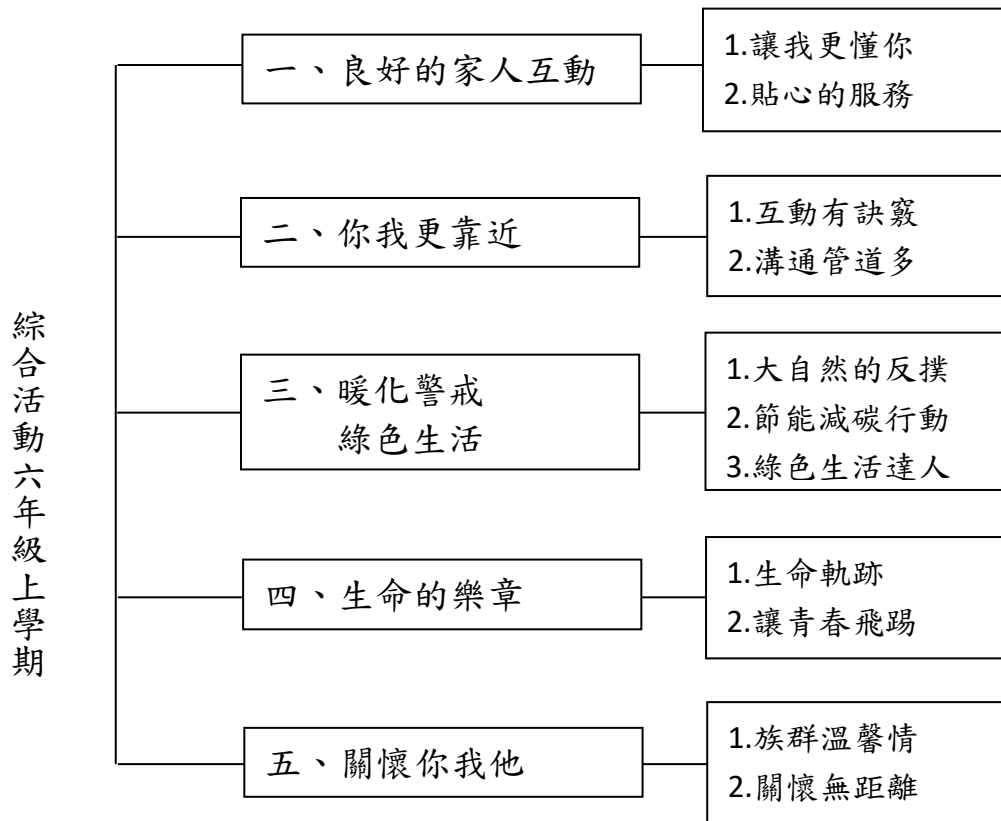 綜合活動六年級上學期
一、良好的家人互動
1.讓我更懂你
2.貼心的服務
二、你我更靠近
1.互動有訣竅
2.溝通管道多
三、暖化警戒
綠色生活
1.大自然的反撲
2.節能減碳行動
3.綠色生活達人
四、生命的樂章
1.生命軌跡
2.讓青春飛踢
五、關懷你我他
1.族群溫馨情
2.關懷無距離